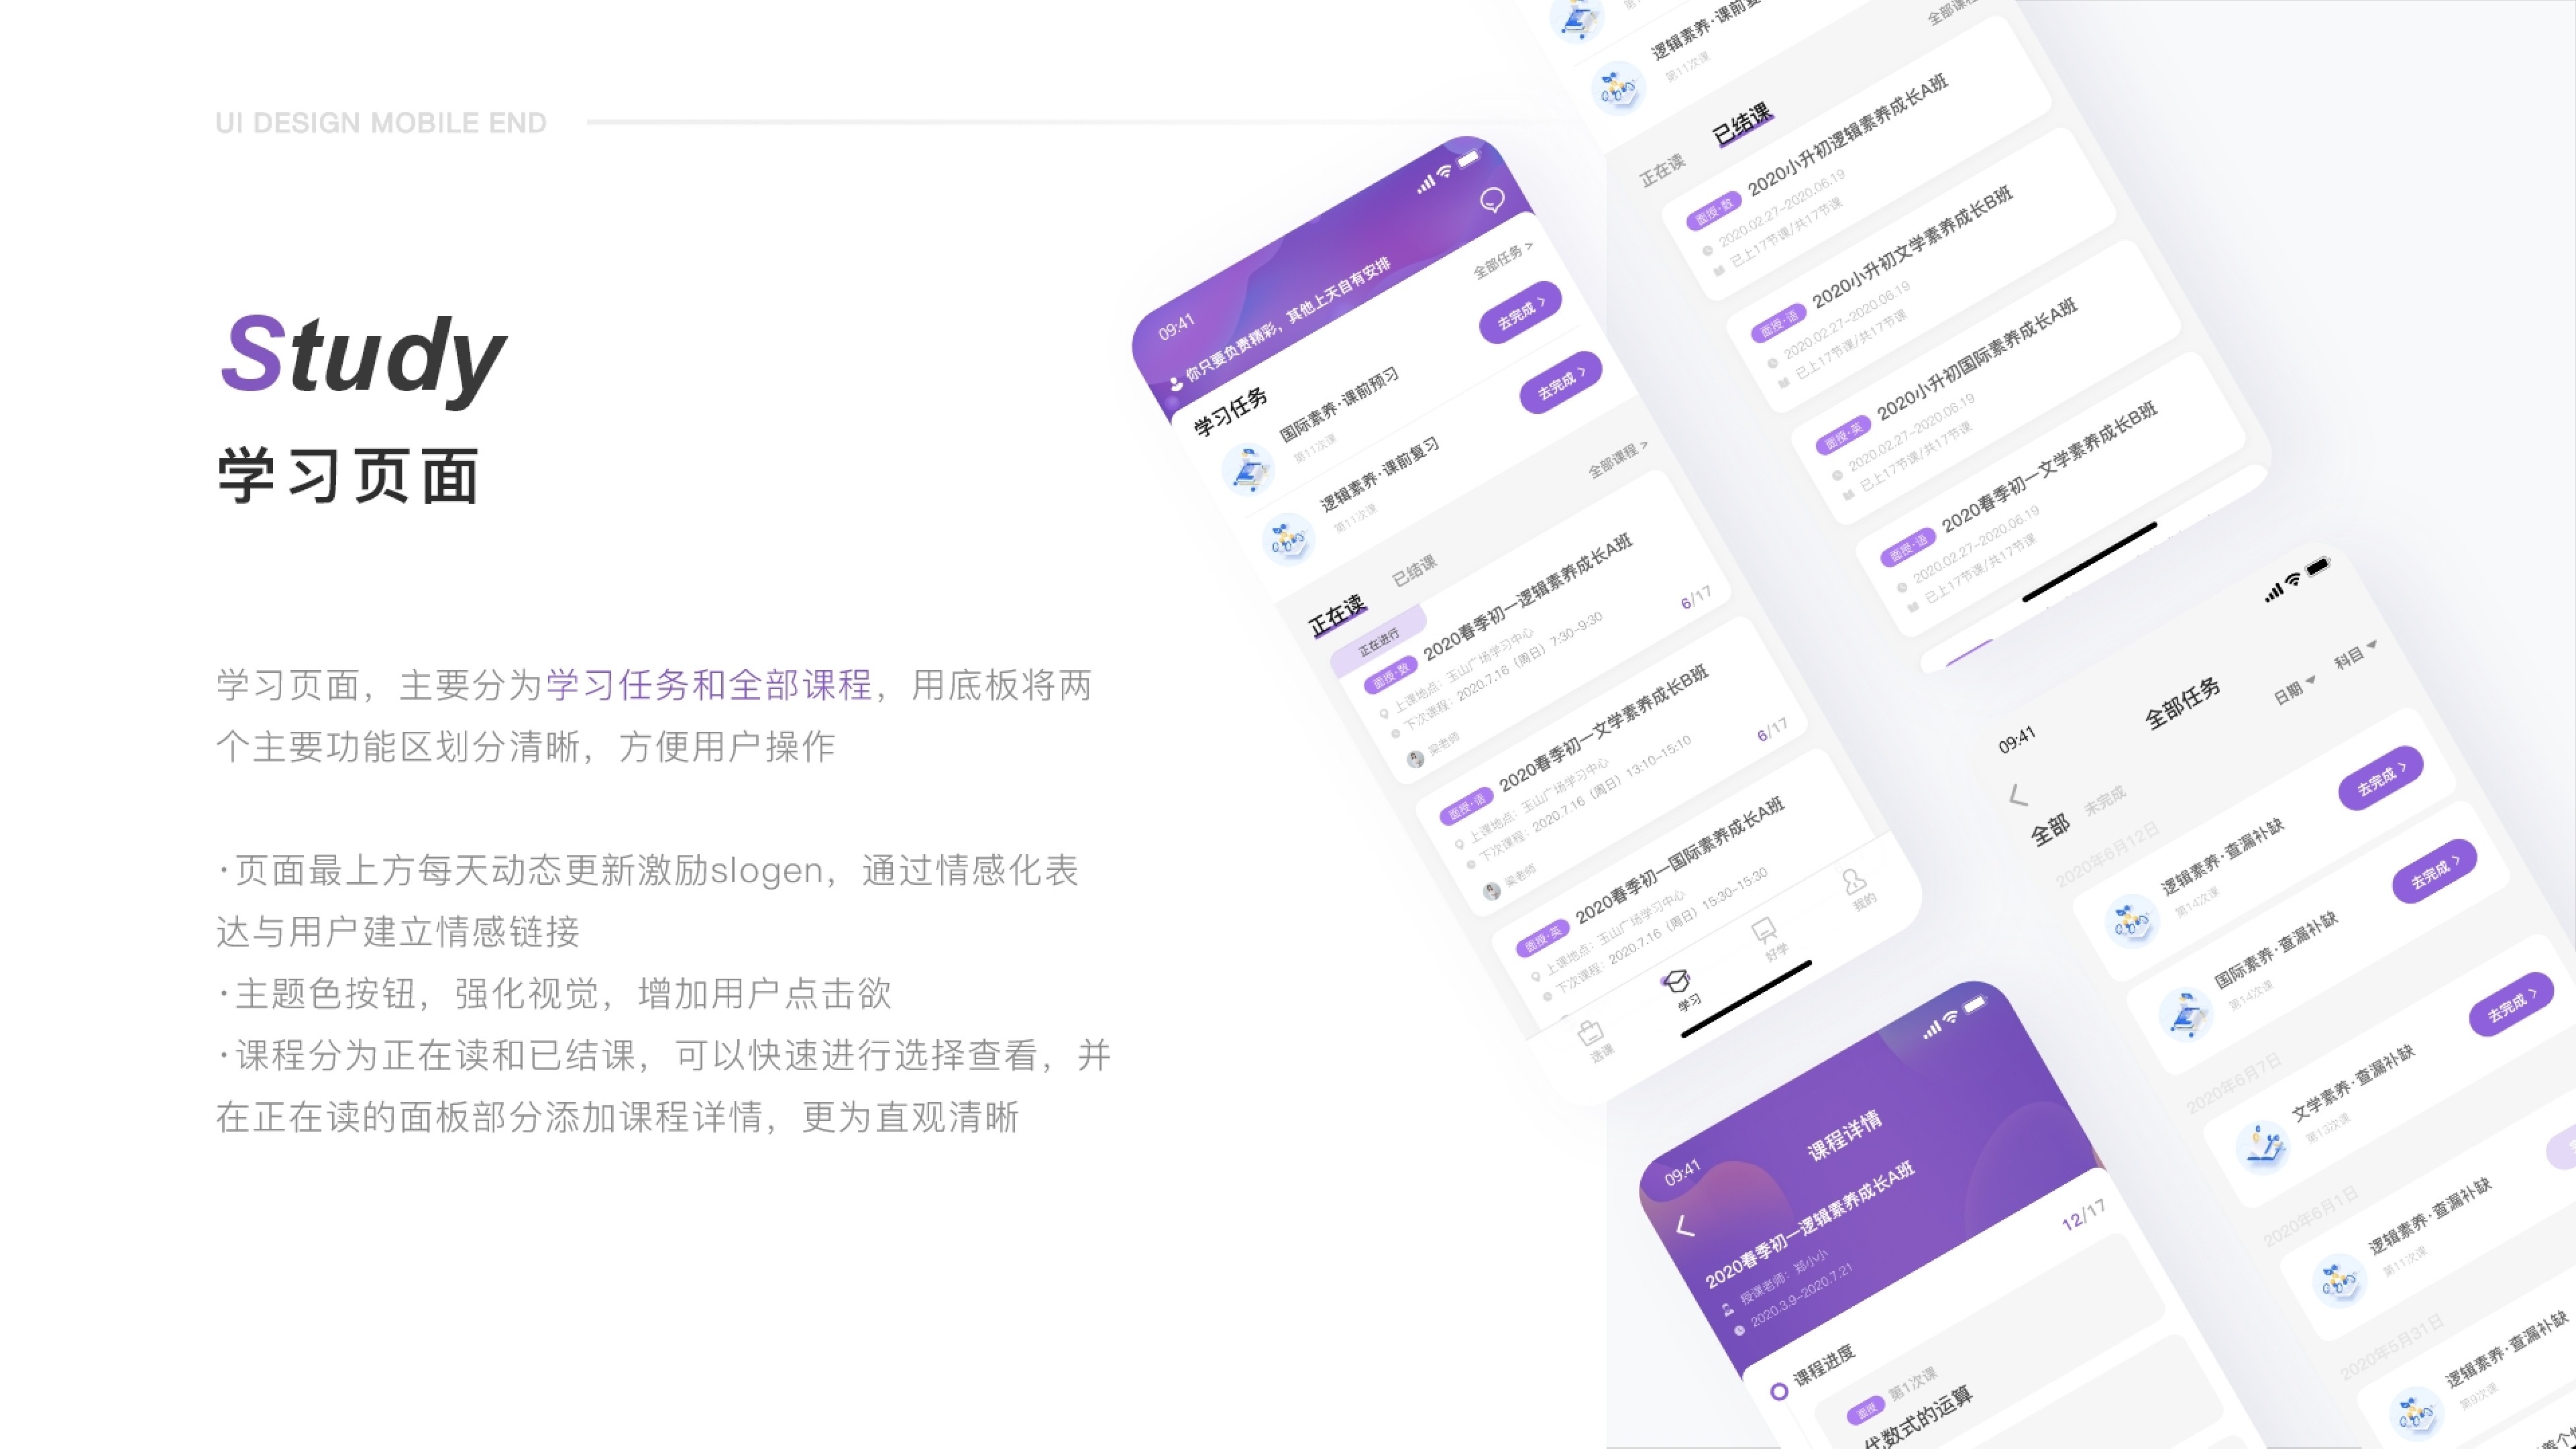 UI DESIGN MOBILE END
Study
学习页面
学习页面，主要分为学习任务和全部课程，用底板将两
个主要功能区划分清晰，方便用户操作
·页面最上方每天动态更新激励slogen，通过情感化表
达与用户建立情感链接
·主题色按钮，强化视觉，增加用户点击欲
·课程分为正在读和已结课，可以快速进行选择查看，并
在正在读的面板部分添加课程详情，更为直观清晰
09:41
你只要负责精彩，其他上天自有安排
学习任务
全部任务 >
国际素养·课前预习
第11次课
去完成 >
逻辑素养·课前复习
第11次课
去完成 >
全部课程 >
正在读
已结课
正在进行
面授·数 2020春季初一逻辑素养成长A班
上课地点：玉山广场学习中心
下次课程：2020.7.16（周日）7:30-9:30
6/17
梁老师
面授·语 2020春季初一文学素养成长B班
上课地点：玉山广场学习中心
下次课程：2020.7.16（周日）13:10-15:10
6/17
梁老师
面授·英 2020春季初一国际素养成长A班
上课地点：玉山广场学习中心
下次课程：2020.7.16（周日）15:30-15:30
选课
学习
好学
我的
逻辑素养·课前复
第11次课
全部课程
正在读
已结课
面授·数 2020小升初逻辑素养成长A班
2020.02.27-2020.06.19
已上17节课/共17节课
面授·语 2020小升初文学素养成长B班
2020.02.27-2020.06.19
已上17节课/共17节课
面授·英 2020小升初国际素养成长A班
2020.02.27-2020.06.19
已上17节课/共17节课
面授·语 2020春季初一文学素养成长B班
2020.02.27-2020.06.19
已上17节课/共17节课
09:41
全部任务
全部
未完成
日期
科目
2020年6月12日
逻辑素养·查漏补缺
第14次课
去完成 >
国际素养·查漏补缺
第14次课
去完成 >
2020年6月7日
文学素养·查漏补缺
第13次课
去完成 >
2020年6月1日
逻辑素养·查漏补缺
第11次课
2020年5月31日
逻辑素养·查漏补缺
第9次课
09:41
课程详情
2020春季初一逻辑素养成长A班
授课老师：郑小小
2020.3.9-2020.7.21
课程进度
12/17
面授 第1次课
代数式的运算